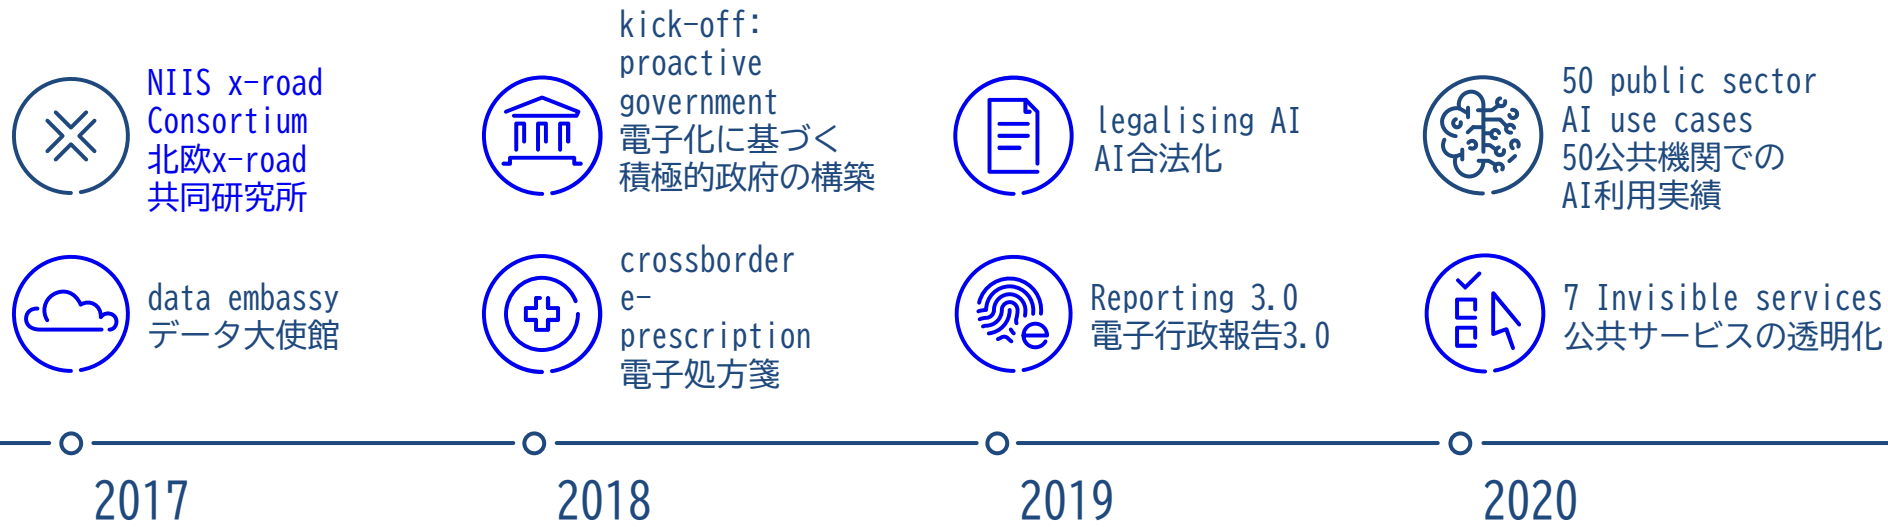 NIIS x-road
Consortium
北欧x-road
共同研究所
kick-off:
proactive
government
電子化に基づく
積極的政府の構築
legalising AI
AI合法化
50 public sector
AI use cases
50公共機関での
AI利用実績
data embassy
データ大使館
crossborder
e-
prescription
電子処方箋
Reporting 3.0
電子行政報告3.0
7 Invisible services
公共サービスの透明化
2017
2018
2019
2020